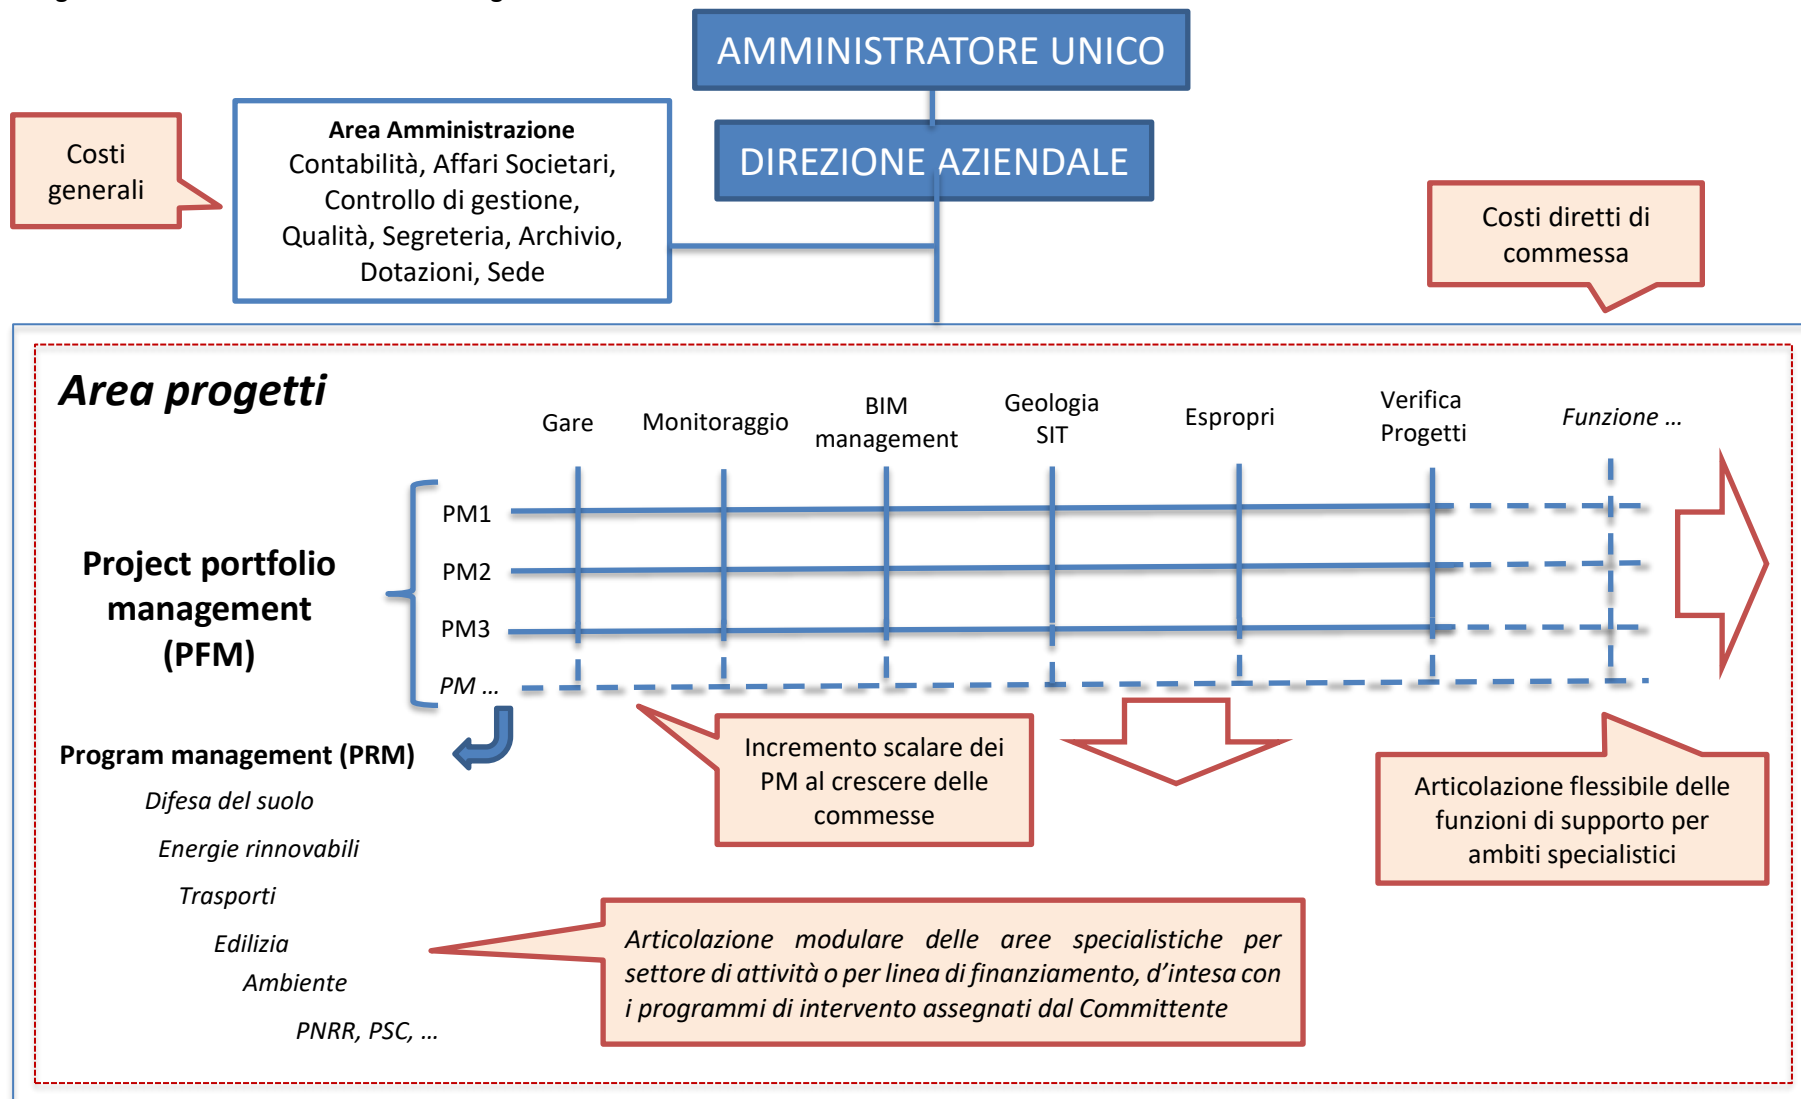 AMMINISTRATORE UNICO
DIREZIONE AZIENDALE
Costi
generali
Area Amministrazione
Contabilità, Affari Societari,
Controllo di gestione,
Qualità, Segreteria, Archivio,
Dotazioni, Sede
Costi diretti di
commessa
Area progetti
Gare
Monitoraggio
BIM
management
Geologia
SIT
Espropri
Verifica
Progetti
Funzione ...
Project portfolio
management
(PFM)
PM1
PM2
PM3
PM ...
Program management (PRM)
Difesa del suolo
Energie rinnovabili
Trasporti
Edilizia
Ambiente
PNRR, PSC, ...
Incremento scalare dei
PM al crescere delle
commesse
Articolazione flessibile delle
funzioni di supporto per
ambiti specialistici
Articolazione modulare delle aree specialistiche per
settore di attività o per linea di finanziamento, d'intesa con
i programmi di intervento assegnati dal Committente